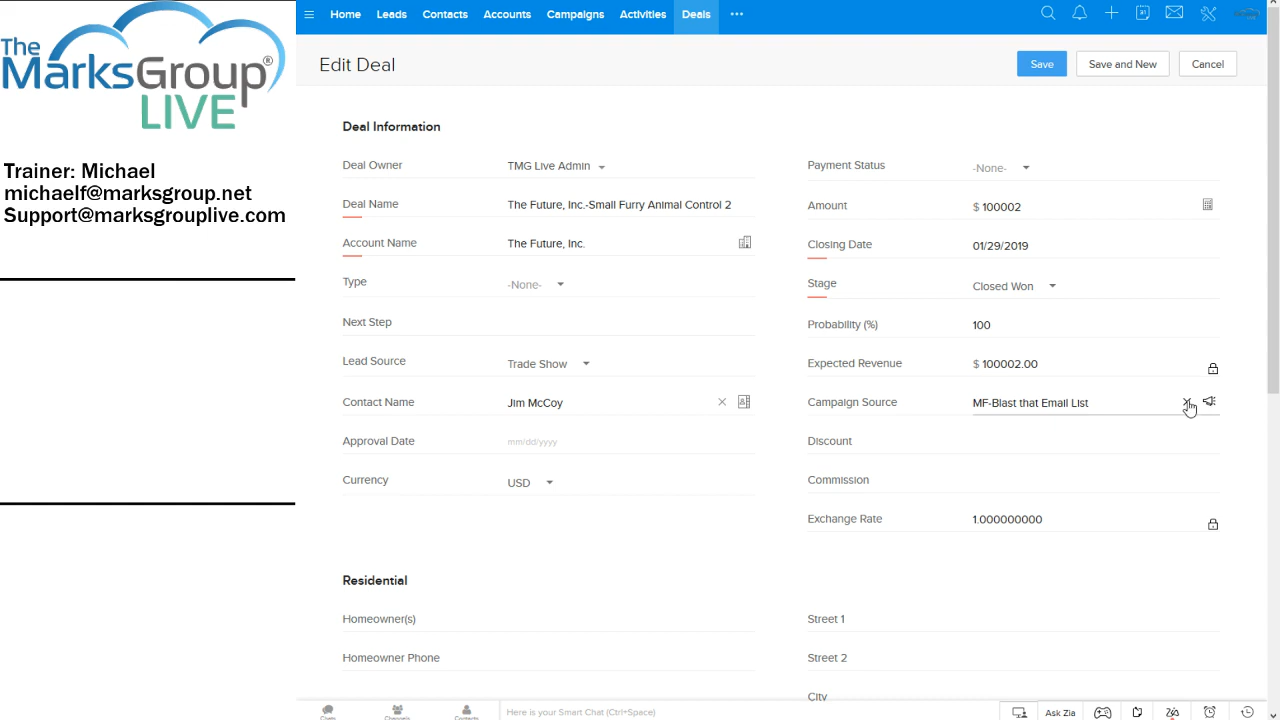 The
MarksGroup®
LIVE
Trainer: Michael
michaelf@marksgroup.net
Support@marksgrouplive.com
Home Leads Contacts Accounts Campaigns Activities Deals •••
Edit Deal
Save Save and New Cancel
Deal Information
Deal Owner TMG Live Admin
Payment Status -None-
Deal Name The Future, Inc.-Small Furry Animal Control 2
Amount $ 100002
Account Name The Future, Inc.
Closing Date 01/29/2019
Type -None-
Stage Closed Won
Next Step
Probability (%) 100
Lead Source Trade Show
Expected Revenue $ 100002.00
Contact Name Jim McCoy
Campaign Source MF-Blast that Email List
Approval Date mm/dd/yyyy
Discount
Currency USD
Commission
Exchange Rate 1.000000000
Residential
Homeowner(s)
Street 1
Homeowner Phone
Street 2
City
Chats Channels Contacts Here is your Smart Chat (Ctrl+Space) Ask Zia